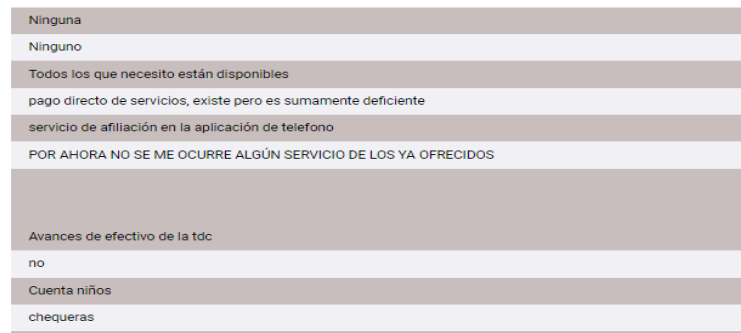 Ninguna
Ninguno
Todos los que necesito están disponibles
pago directo de servicios, existe pero es sumamente deficiente
servicio de afiliación en la aplicación de telefono
POR AHORA NO SE ME OCURRE ALGÚN SERVICIO DE LOS YA OFRECIDOS
Avances de efectivo de la tdc
no
Cuenta niños
chequeras